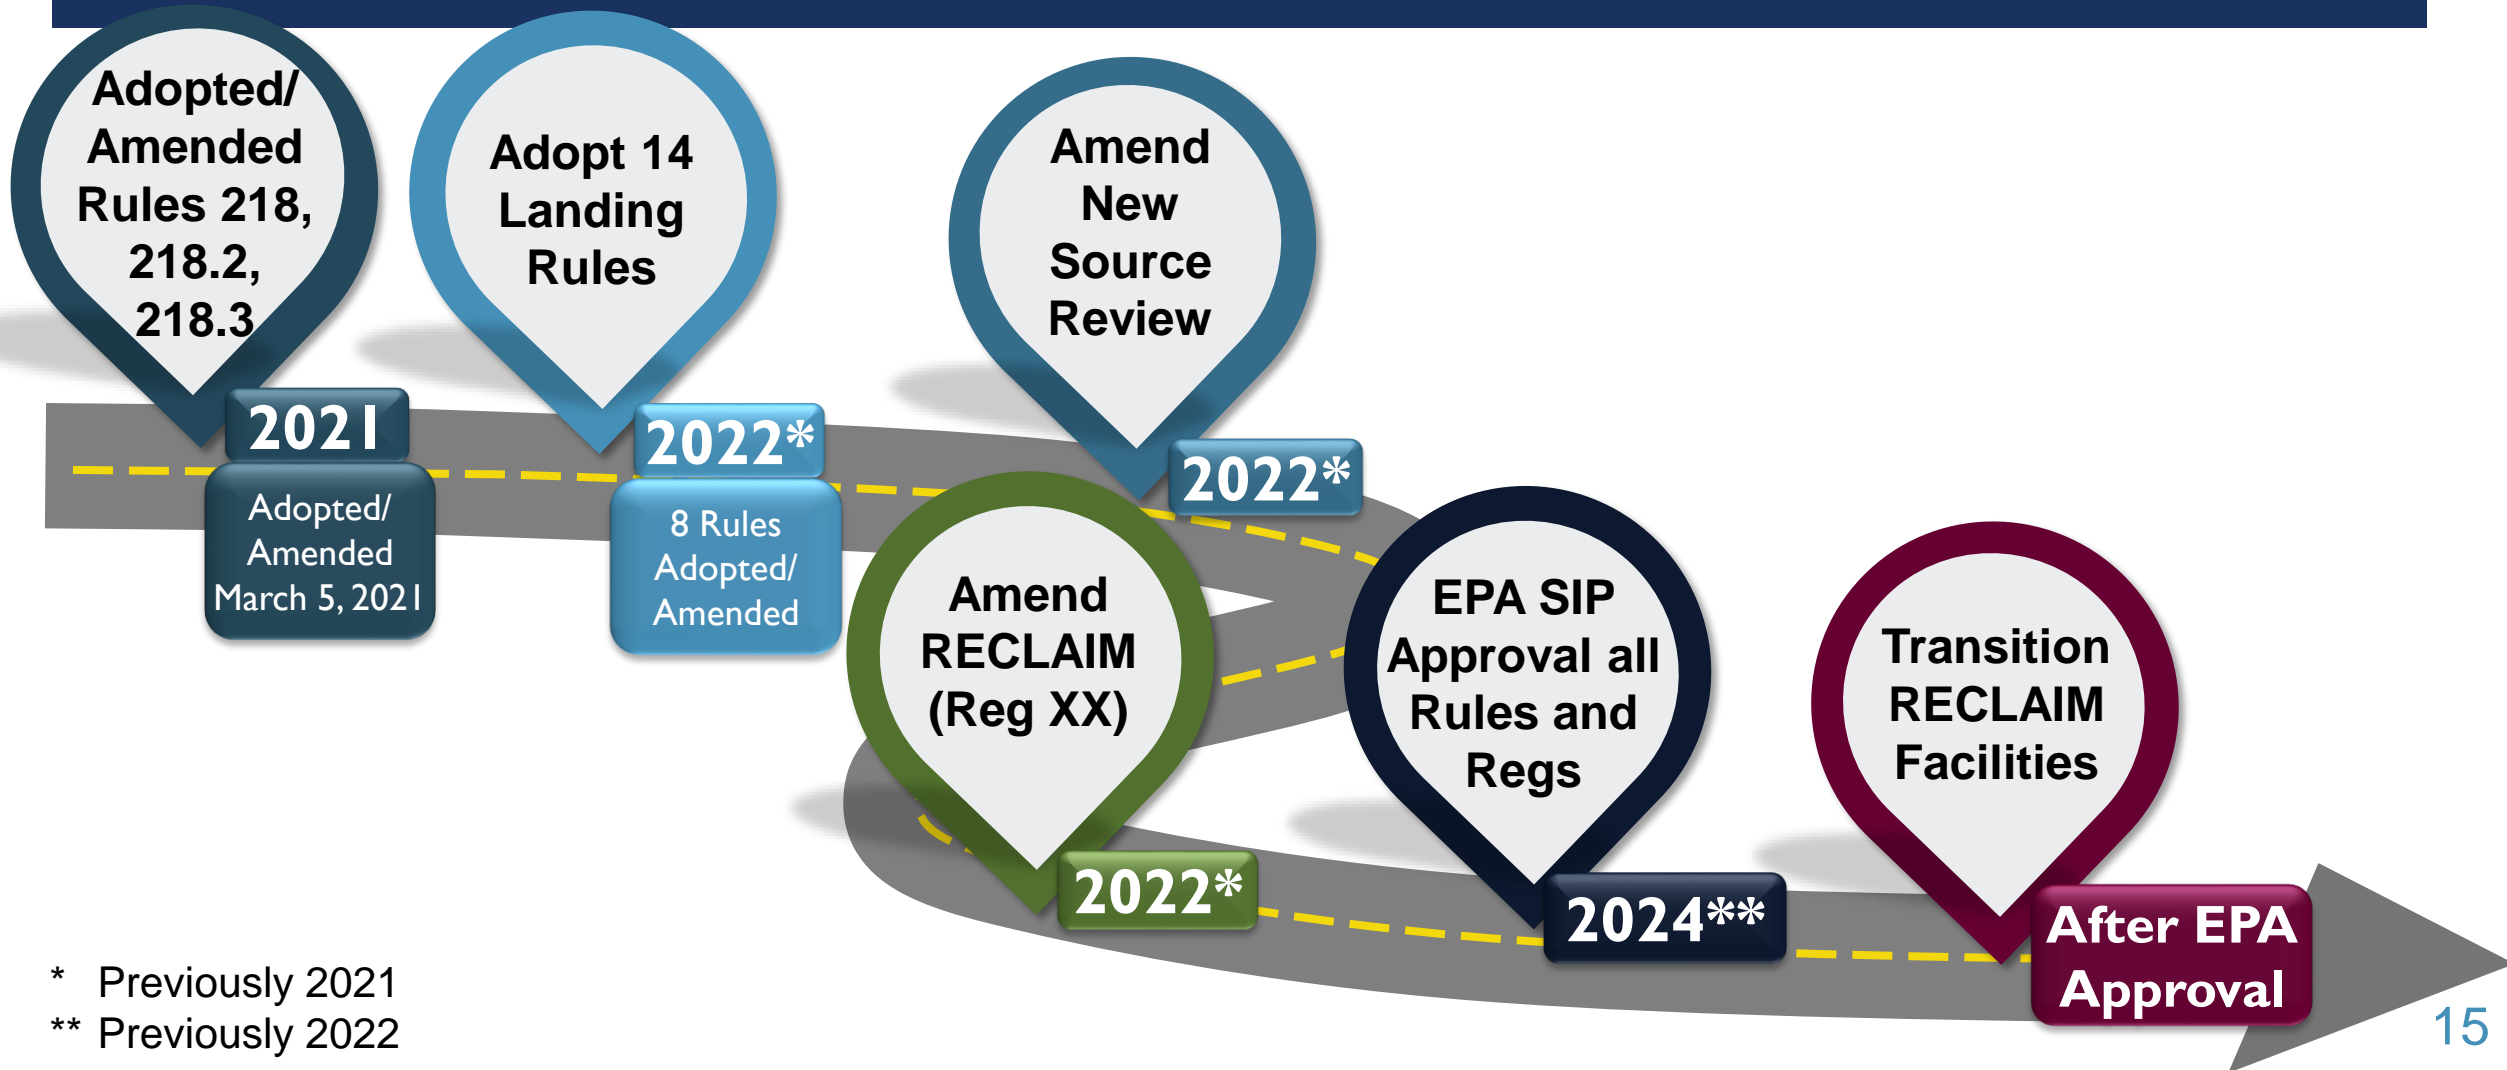 Adopted/
Amended
Rules 218,
218.2,
218.3
2021
Adopted/
Amended
March 5, 2021
Adopt 14
Landing
Rules
2022*
8 Rules
Adopted/
Amended
Amend
New
Source
Review
2022*
Amend
RECLAIM
(Reg XX)
2022*
EPA SIP
Approval all
Rules and
Regs
2024**
Transition
RECLAIM
Facilities
After EPA
Approval
* Previously 2021
** Previously 2022
15